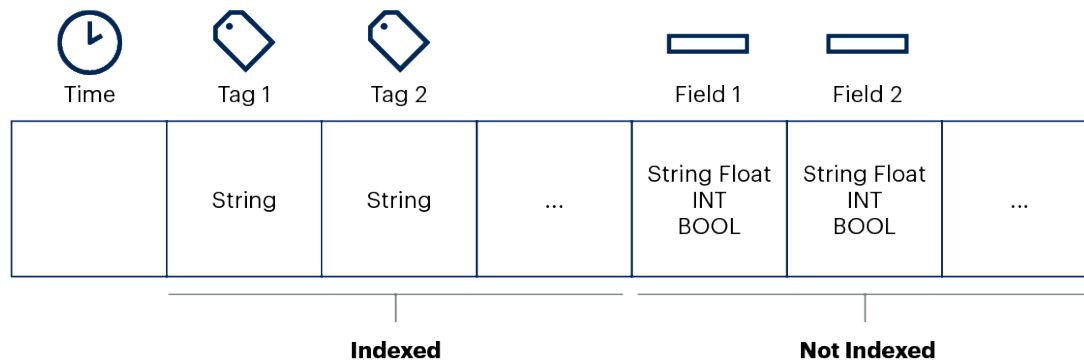 Time
Tag 1
Tag 2
Field 1
Field 2
String
String
...
String Float
INT
BOOL
String Float
INT
BOOL
...
Indexed
Not Indexed